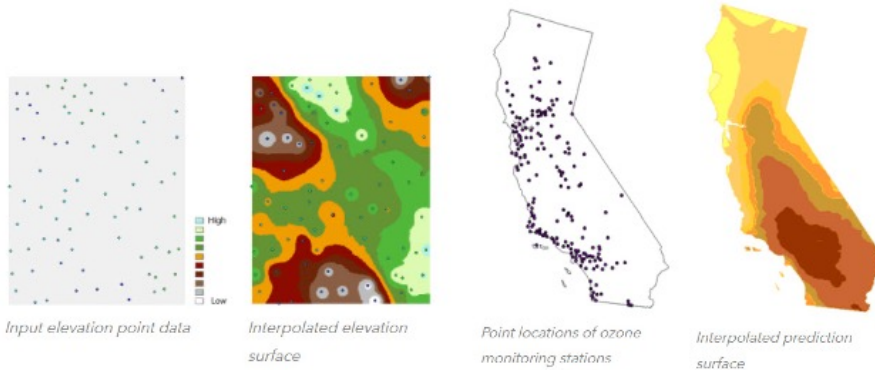 High
Low
Input elevation point data
Interpolated elevation
surface
Point locations of ozone
monitoring stations
Interpolated prediction
surface